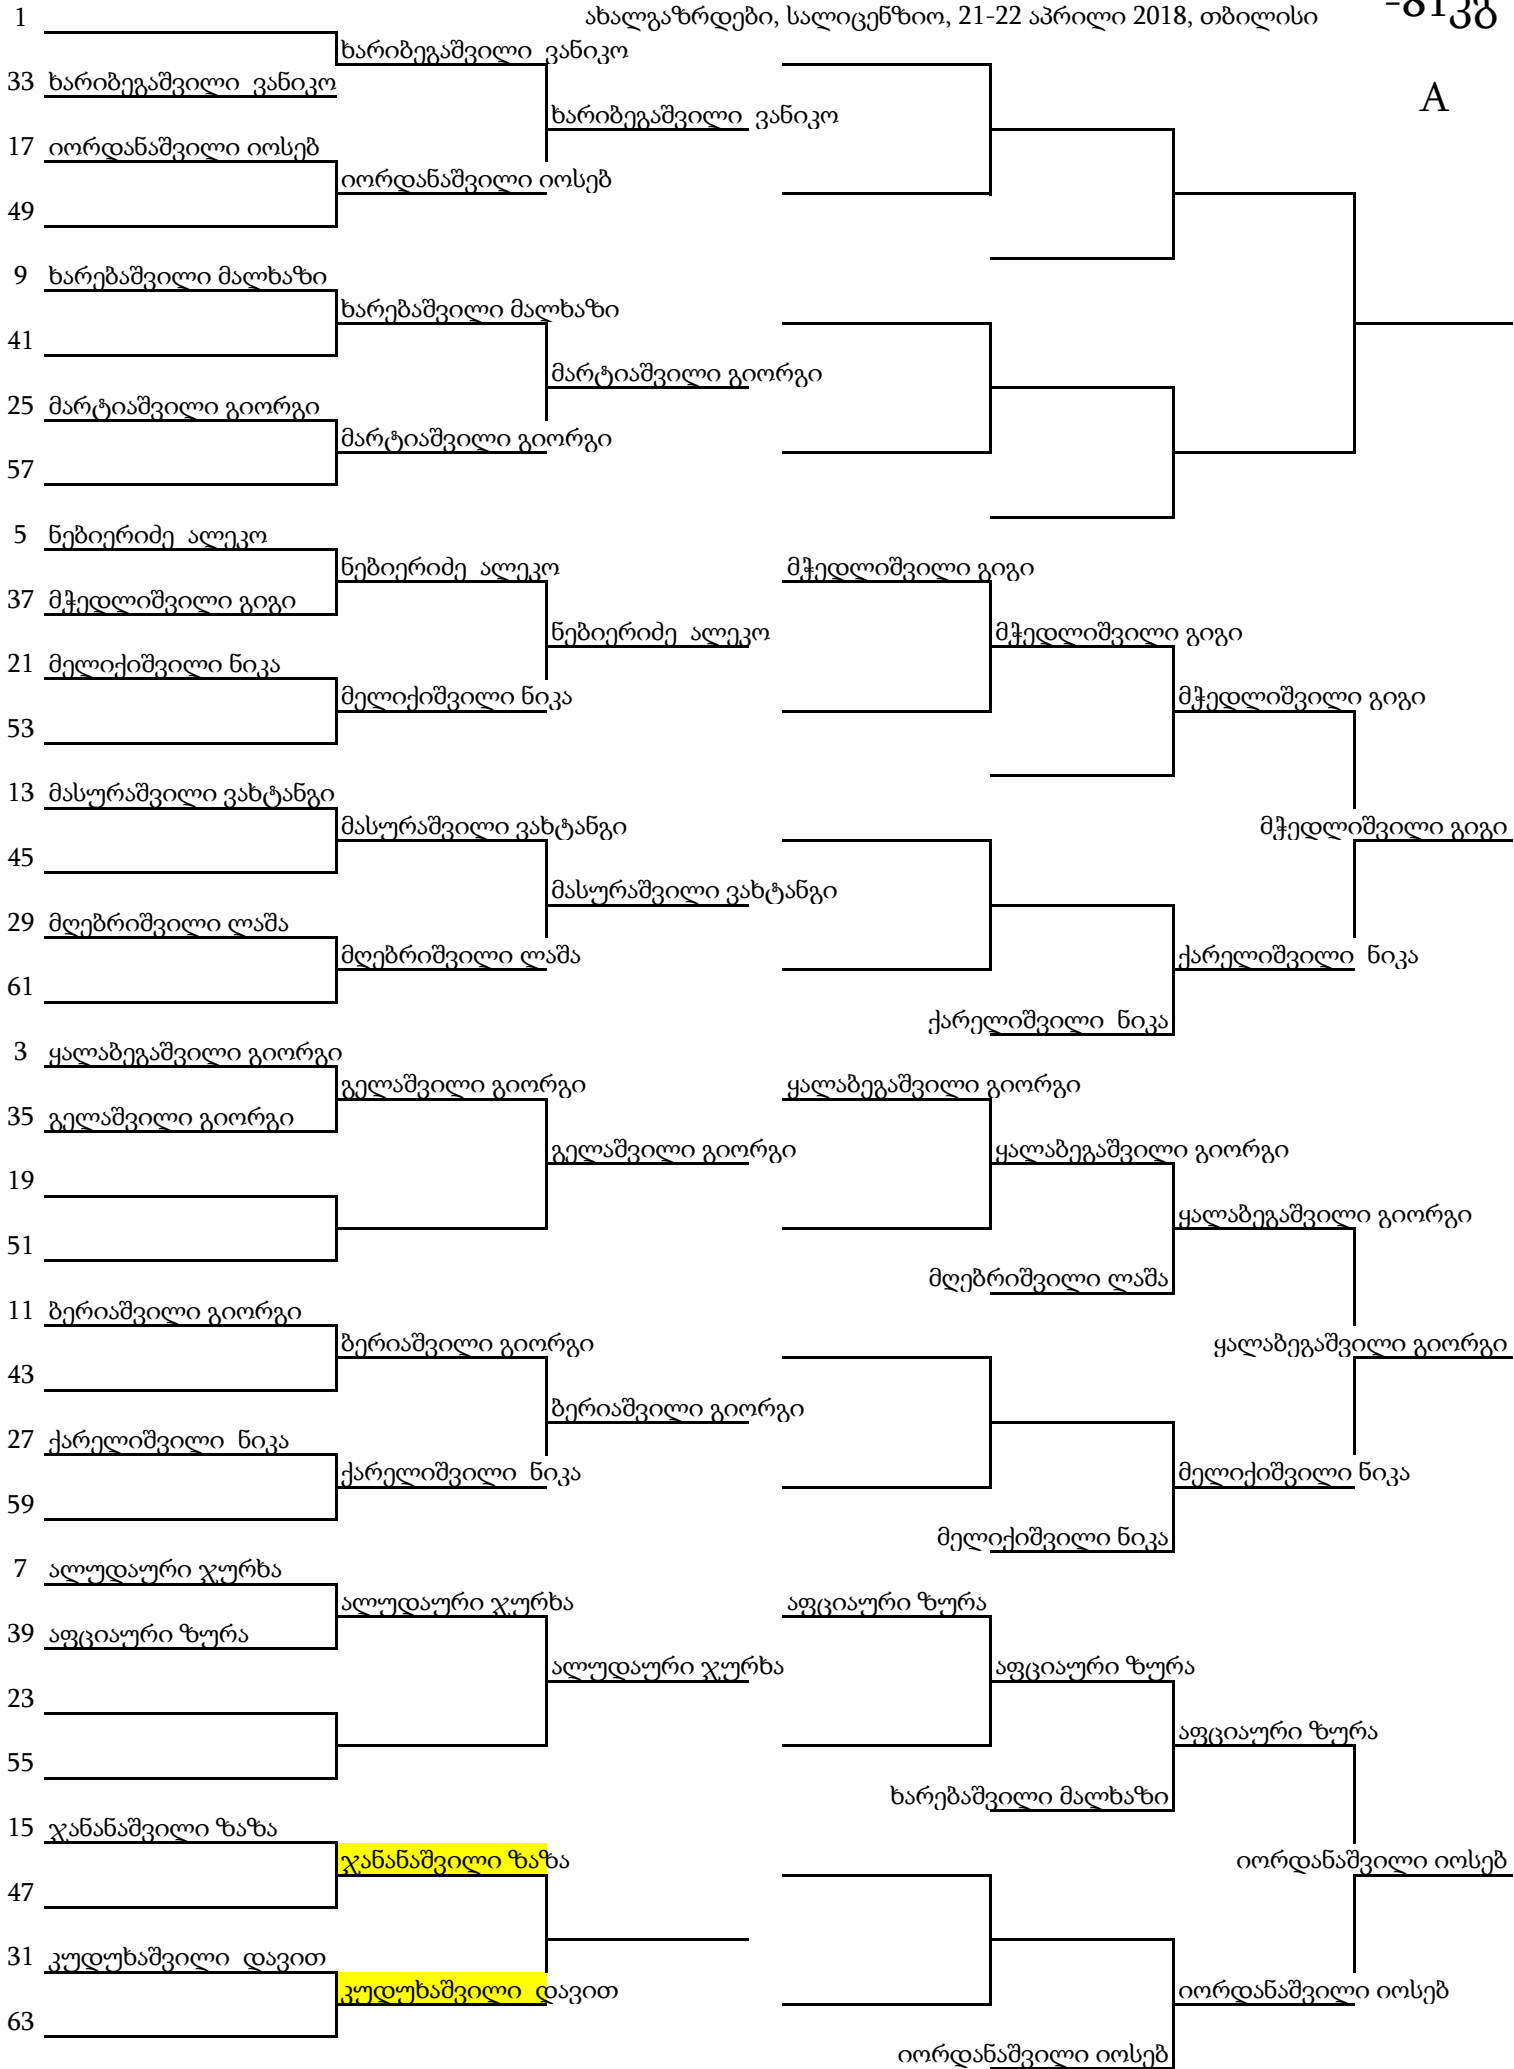 1
ახალგაზრდები, სალიცენზიო, 21-22 აპრილი 2018, თბილისი
-81კგ
ხარიბეგაშვილი ვანიკო
33 ხარიბეგაშვილი ვანიკო
A
ხარიბეგაშვილი ვანიკო
17 იორდანაშვილი იოსებ
იორდანაშვილი იოსებ
49
9 ხარებაშვილი მალხაზი
ხარებაშვილი მალხაზი
41
მარტიაშვილი გიორგი
25 მარტიაშვილი გიორგი
მარტიაშვილი გიორგი
57
5 ნებიერიძე ალეკო
ნებიერიძე ალეკო
მჭედლიშვილი გიგი
37 მჭედლიშვილი გიგი
ნებიერიძე ალეკო
მჭედლიშვილი გიგი
21 მელიქიშვილი ნიკა
მელიქიშვილი ნიკა
მჭედლიშვილი გიგი
53
13 მასურაშვილი ვახტანგი
მასურაშვილი ვახტანგი
მჭედლიშვილი გიგი
45
მასურაშვილი ვახტანგი
29 მღებრიშვილი ლაშა
მღებრიშვილი ლაშა
ქარელიშვილი ნიკა
61
ქარელიშვილი ნიკა
3 ყალაბეგაშვილი გიორგი
გელაშვილი გიორგი
ყალაბეგაშვილი გიორგი
35 გელაშვილი გიორგი
გელაშვილი გიორგი
ყალაბეგაშვილი გიორგი
19
ყალაბეგაშვილი გიორგი
51
მღებრიშვილი ლაშა
11 ბერიაშვილი გიორგი
ბერიაშვილი გიორგი
ყალაბეგაშვილი გიორგი
43
ბერიაშვილი გიორგი
27 ქარელიშვილი ნიკა
ქარელიშვილი ნიკა
მელიქიშვილი ნიკა
59
მელიქიშვილი ნიკა
7 ალუდაური ჯურხა
ალუდაური ჯურხა
აფციაური ზურა
39 აფციაური ზურა
ალუდაური ჯურხა
აფციაური ზურა
23
აფციაური ზურა
55
ხარებაშვილი მალხაზი
15 ჯანანაშვილი ზაზა
ჯანანაშვილი ზაზა
იორდანაშვილი იოსებ
47
31 კუდუხაშვილი დავით
კუდუხაშვილი დავით
იორდანაშვილი იოსებ
63
იორდანაშვილი იოსებ